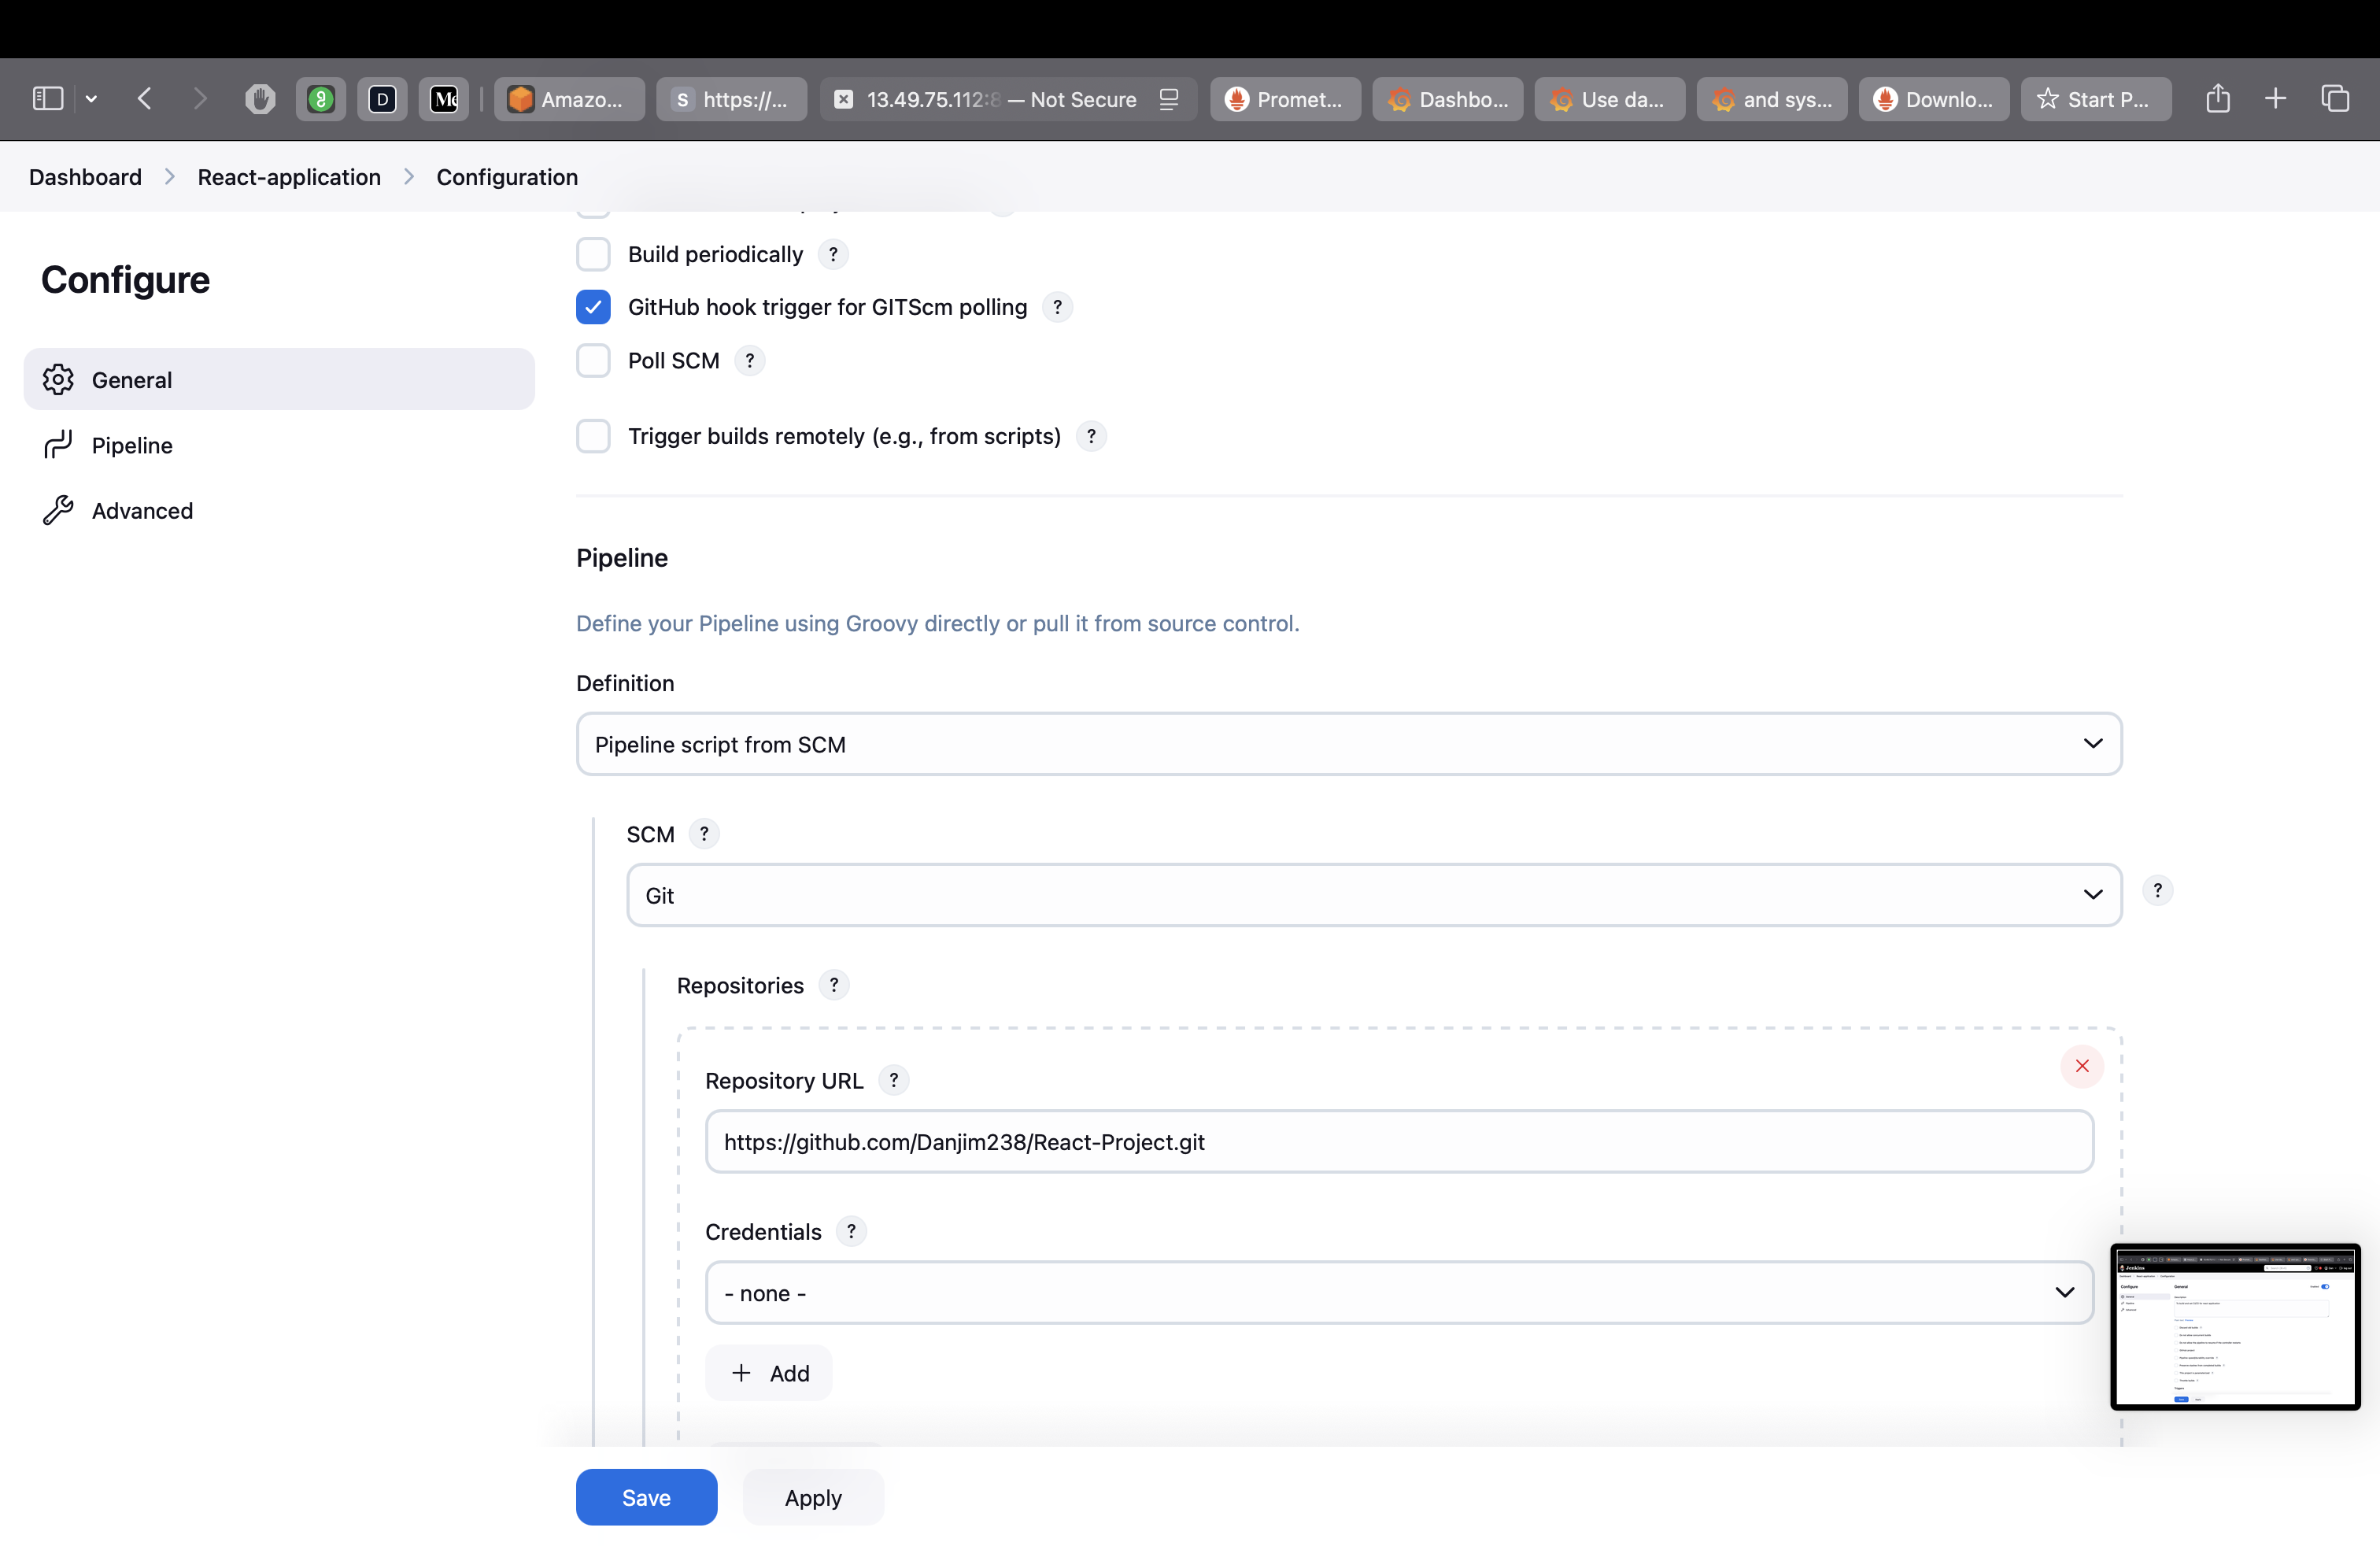 D
Amazo...
S https://...
13.49.75.112:8 — Not Secure
Promet...
Dashbo...
Use da...
and sys...
Downlo...
Start P...
Dashboard > React-application > Configuration
Configure
General
Pipeline
Advanced
Build periodically ?
GitHub hook trigger for GITScm polling ?
Poll SCM ?
Trigger builds remotely (e.g., from scripts) ?
Pipeline
Define your Pipeline using Groovy directly or pull it from source control.
Definition
Pipeline script from SCM
SCM ?
Git
?
Repositories ?
Repository URL ?
https://github.com/Danjim238/React-Project.git
Credentials ?
- none -
+ Add
Save
Apply